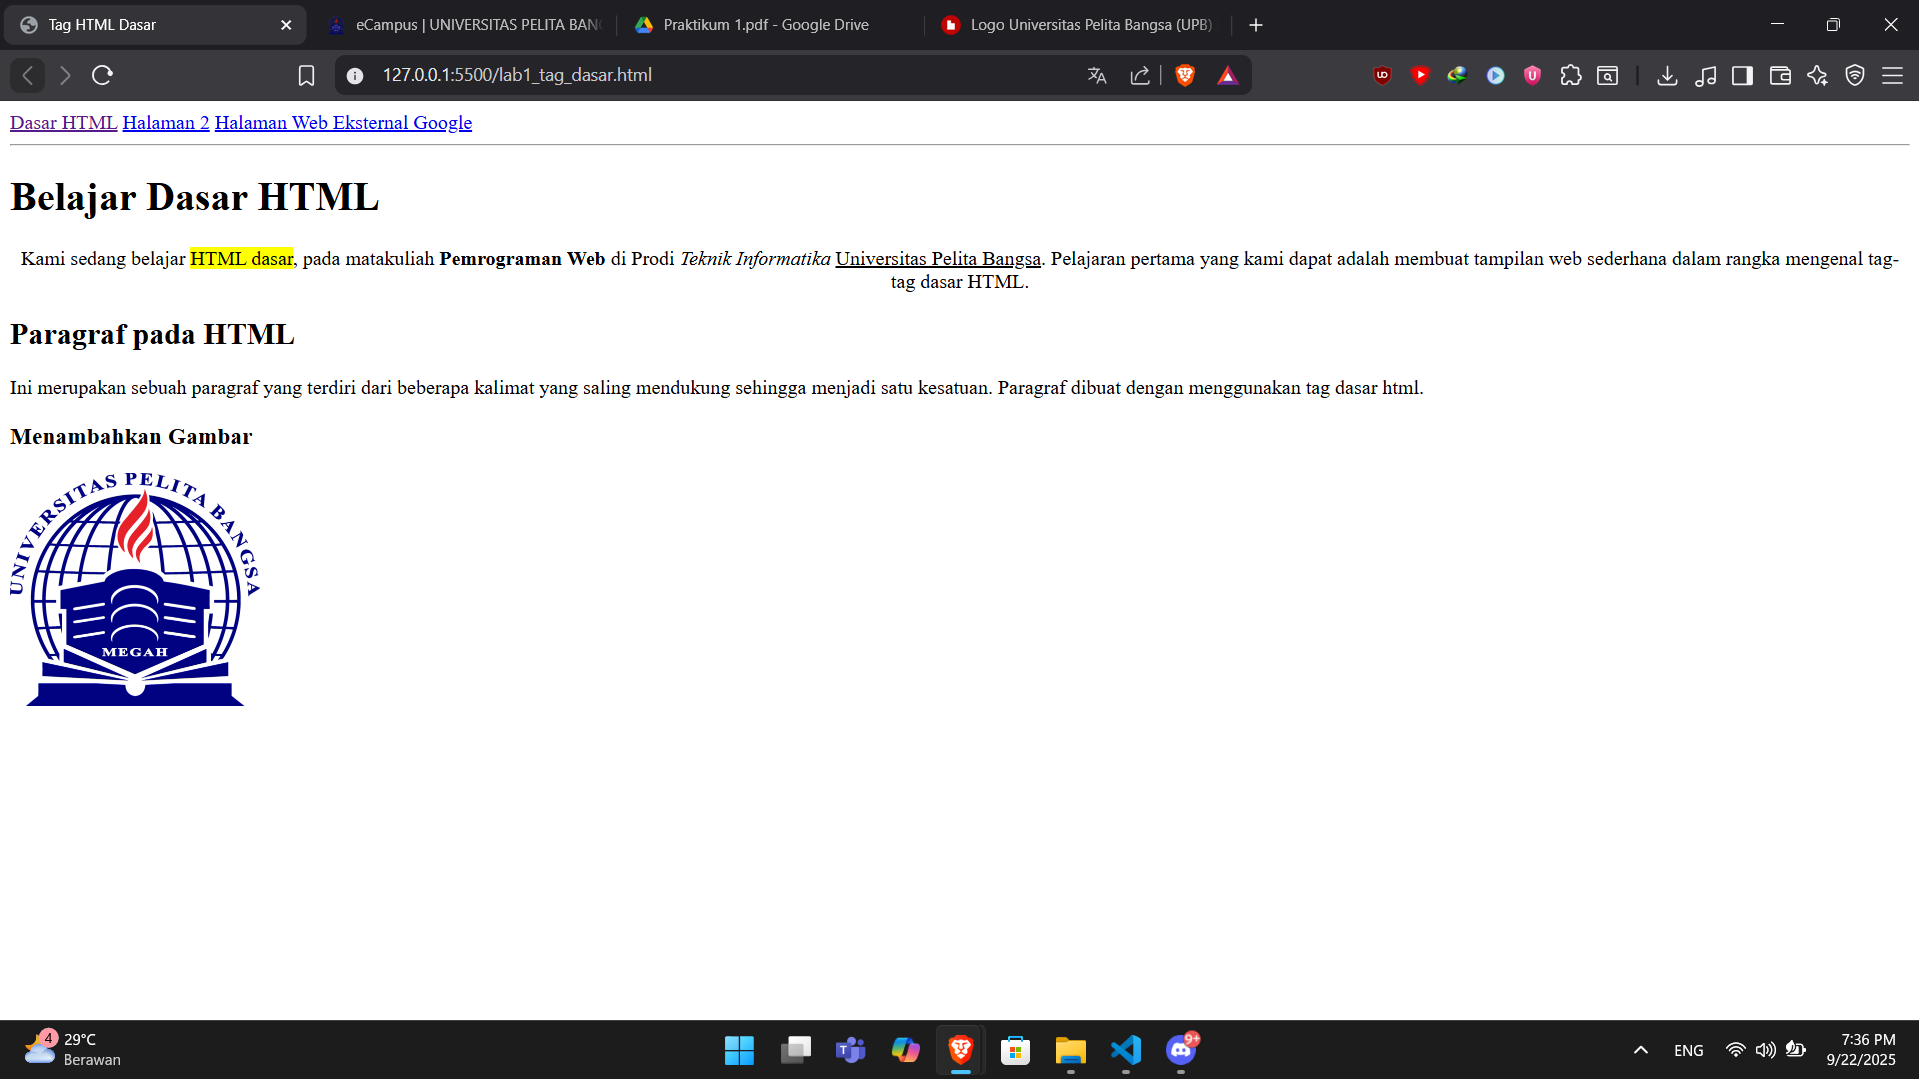 Tag HTML Dasar
eCampus | UNIVERSITAS PELITA BAN
Praktikum 1.pdf - Google Drive
Logo Universitas Pelita Bangsa (UPB)
127.0.0.1:5500/lab1_tag_dasar.html
Dasar HTML Halaman 2 Halaman Web Eksternal Google
Belajar Dasar HTML
Kami sedang belajar HTML dasar, pada matakuliah Pemrograman Web di Prodi Teknik Informatika Universitas Pelita Bangsa. Pelajaran pertama yang kami dapat adalah membuat tampilan web sederhana dalam rangka mengenal tag-
tag dasar HTML.
Paragraf pada HTML
Ini merupakan sebuah paragraf yang terdiri dari beberapa kalimat yang saling mendukung sehingga menjadi satu kesatuan. Paragraf dibuat dengan menggunakan tag dasar html.
Menambahkan Gambar
UNIVERSITAS PELITA BANGSA
MEGAH
4
29°C
Berawan
9+
ENG
7:36 PM
9/22/2025